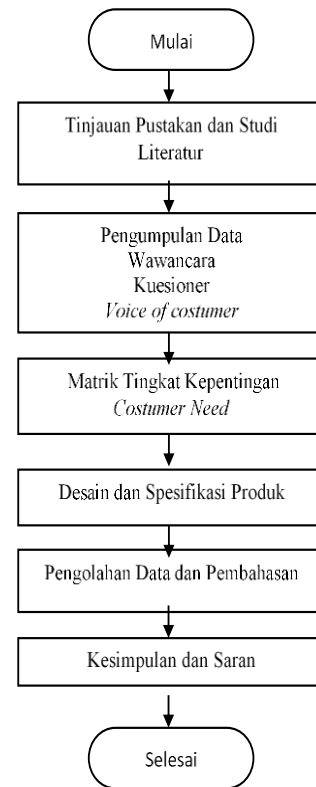 Mulai
Tinjauan Pustakan dan Studi
Literatur
Pengumpulan Data
Wawancara
Kuesioner
Voice of costumer
Matrik Tingkat Kepentingan
Costumer Need
Desain dan Spesifikasi Produk
Pengolahan Data dan Pembahasan
Kesimpulan dan Saran
Selesai